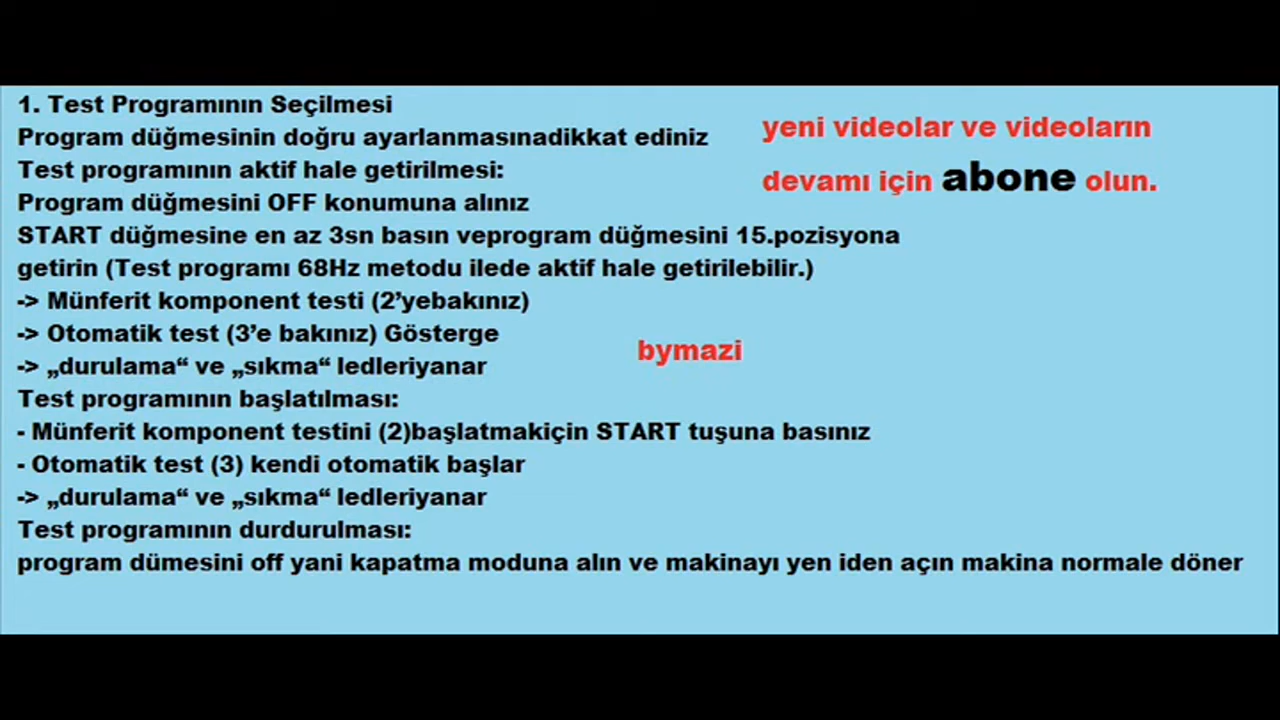 1. Test Programının Seçilmesi
Program düğmesinin doğru ayarlanmasınadikkat ediniz
Test programının aktif hale getirilmesi:
Program düğmesini OFF konumuna alınız
START düğmesine en az 3sn basın veprogram düğmesini 15.pozisyona
getirin (Test programı 68Hz metodu ilede aktif hale getirilebilir.)
-> Münferit komponent testi (2’yebakınız)
-> Otomatik test (3’e bakınız) Gösterge
-> „durulama“ ve „sıkma“ ledleriyanar
Test programının başlatılması:
- Münferit komponent testini (2)başlatmakiçin START tuşuna basınız
- Otomatik test (3) kendi otomatik başlar
-> „durulama“ ve „sıkma“ ledleriyanar
Test programının durdurulması:
program dümesini off yani kapatma moduna alın ve makinayı yen iden açın makina normale döner
yeni videolar ve videoların
devamı için abone olun.
bymazi